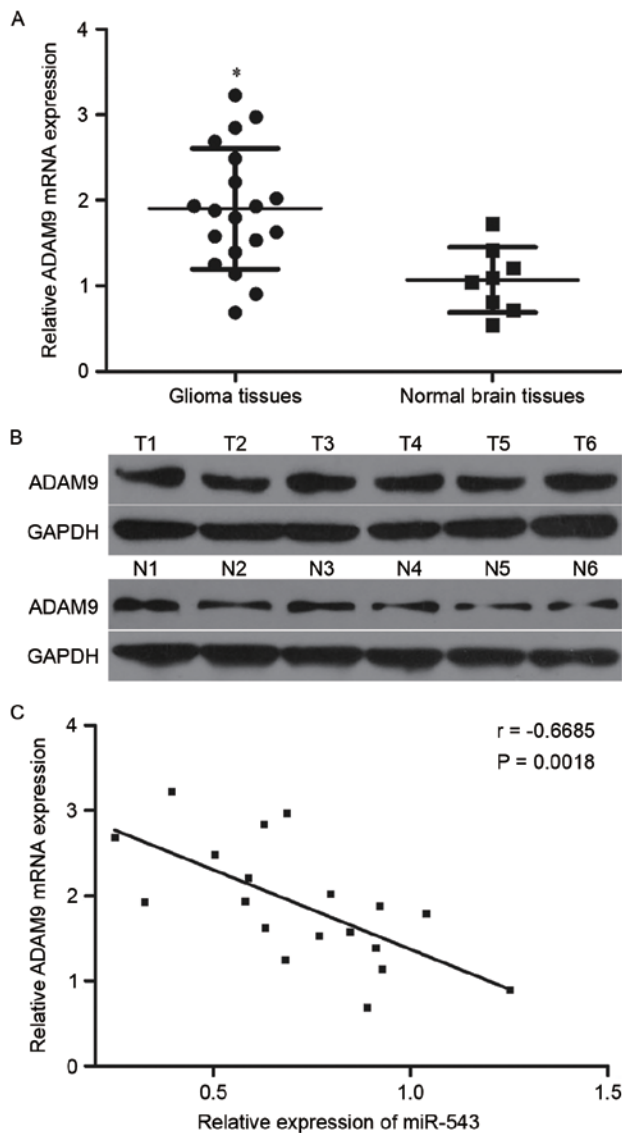 A
Relative ADAM9 mRNA expression
4
*
3
2
1
0
Glioma tissues Normal brain tissues
B
T1 T2 T3 T4 T5 T6
ADAM9
GAPDH
N1 N2 N3 N4 N5 N6
ADAM9
GAPDH
C
Relative ADAM9 mRNA expression
4
r = -0.6685
P = 0.0018
3
2
1
0
0.5 1.0 1.5
Relative expression of miR-543